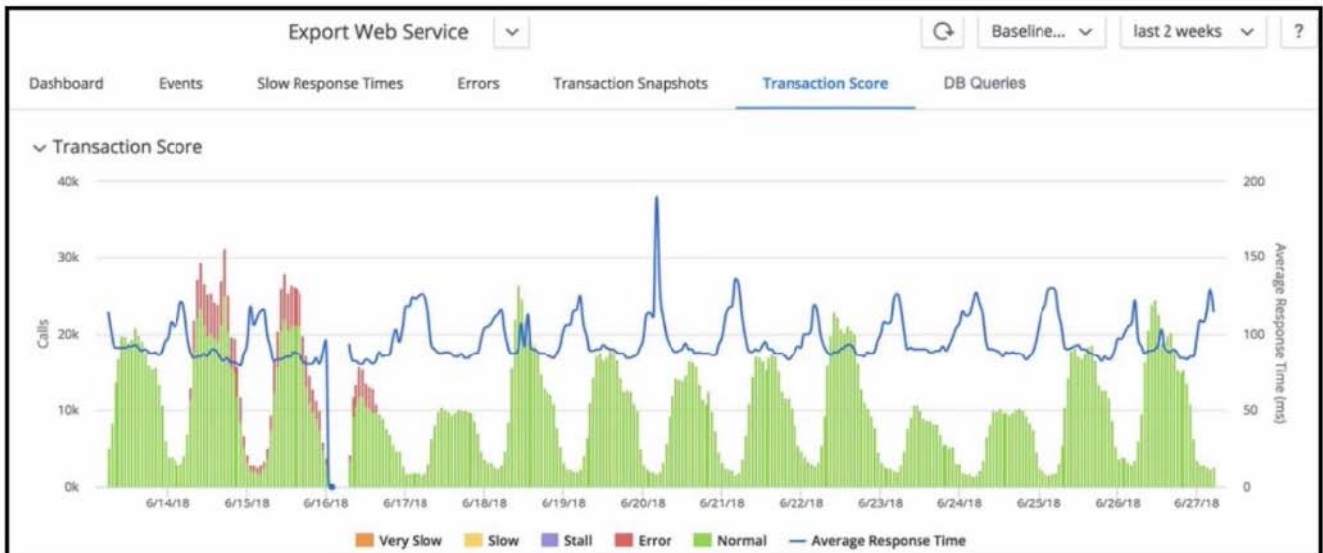 Export Web Service
Baseline... last 2 weeks ?
Dashboard Events Slow Response Times Errors Transaction Snapshots Transaction Score DB Queries
Transaction Score
40k 200
30k 150
20k 100
10k 50
0k 0
Calls
Average Response Time (ms)
6/14/18 6/15/18 6/16/18 6/17/18 6/18/18 6/19/18 6/20/18 6/21/18 6/22/18 6/23/18 6/24/18 6/25/18 6/26/18 6/27/18
Very Slow Slow Stall Error Normal Average Response Time